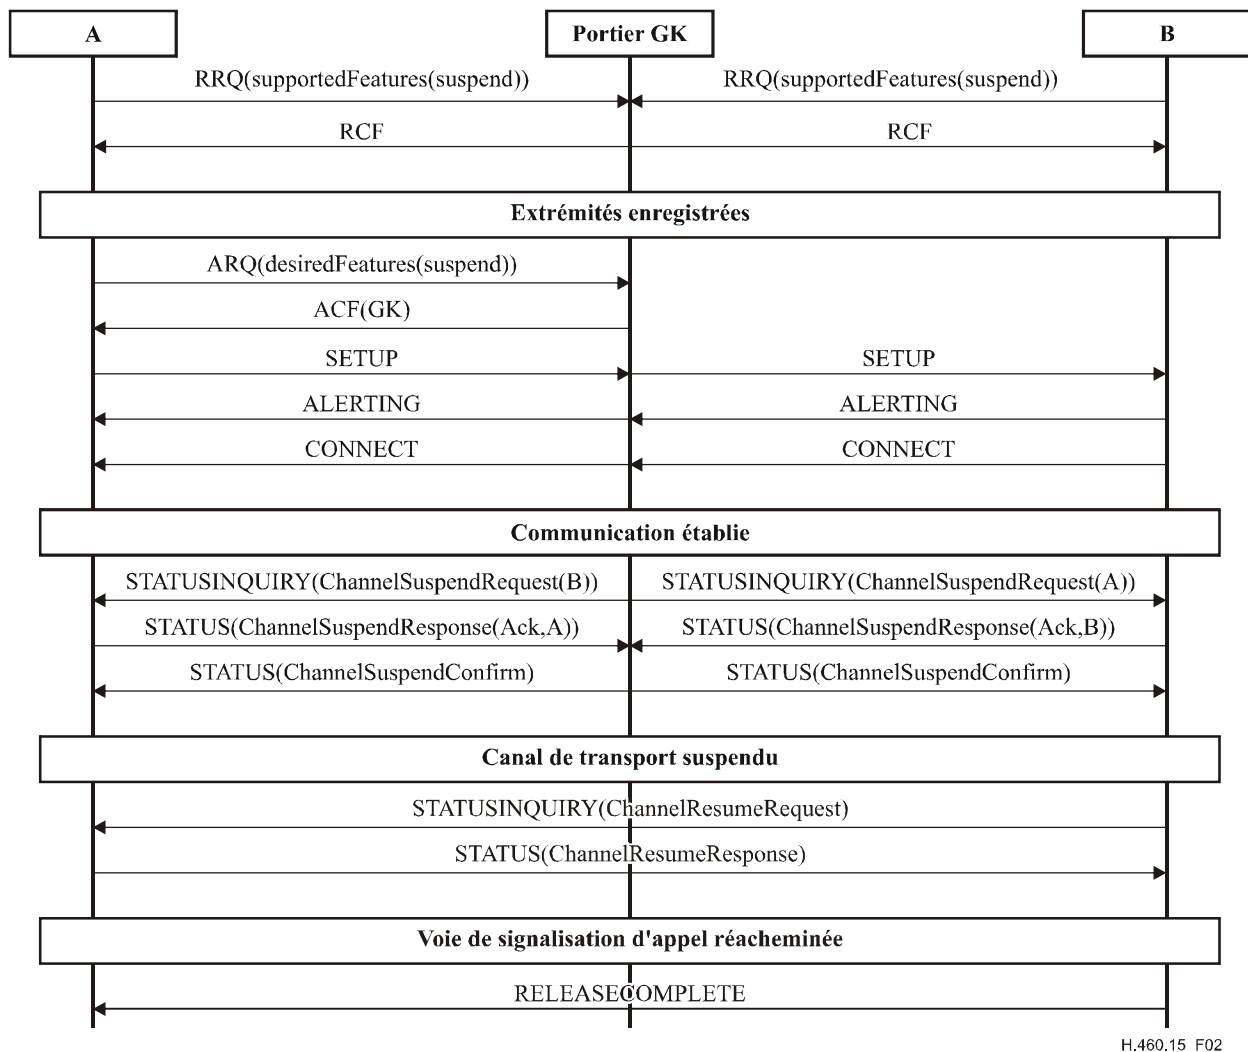 A
Portier GK
B
RRQ(supportedFeatures(suspend))
RRQ(supportedFeatures(suspend))
RCF
RCF
Extrémités enregistrées
ARQ(desiredFeatures(suspend))
ACF(GK)
SETUP
SETUP
ALERTING
ALERTING
CONNECT
CONNECT
Communication établie
STATUSINQUIRY(ChannelSuspendRequest(B))
STATUSINQUIRY(ChannelSuspendRequest(A))
STATUS(ChannelSuspendResponse(Ack,A))
STATUS(ChannelSuspendResponse(Ack,B))
STATUS(ChannelSuspendConfirm)
STATUS(ChannelSuspendConfirm)
Canal de transport suspendu
STATUSINQUIRY(ChannelResumeRequest)
STATUS(ChannelResumeResponse)
Voie de signalisation d'appel réacheminée
RELEASECOMPLETE
H.460.15_F02